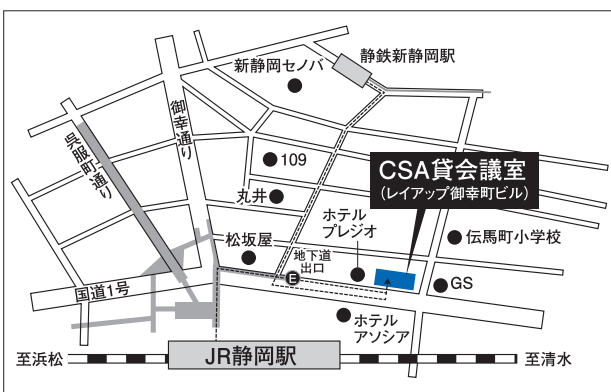 静鉄新静岡駅
新静岡セノバ
御幸通り
呉服町通り
109
丸井
CSA貸会議室
(レイアップ御幸町ビル)
ホテル
プレジオ
伝馬町小学校
松坂屋
地下道
出口
E
国道1号
GS
ホテル
アソシア
至浜松
JR静岡駅
至清水